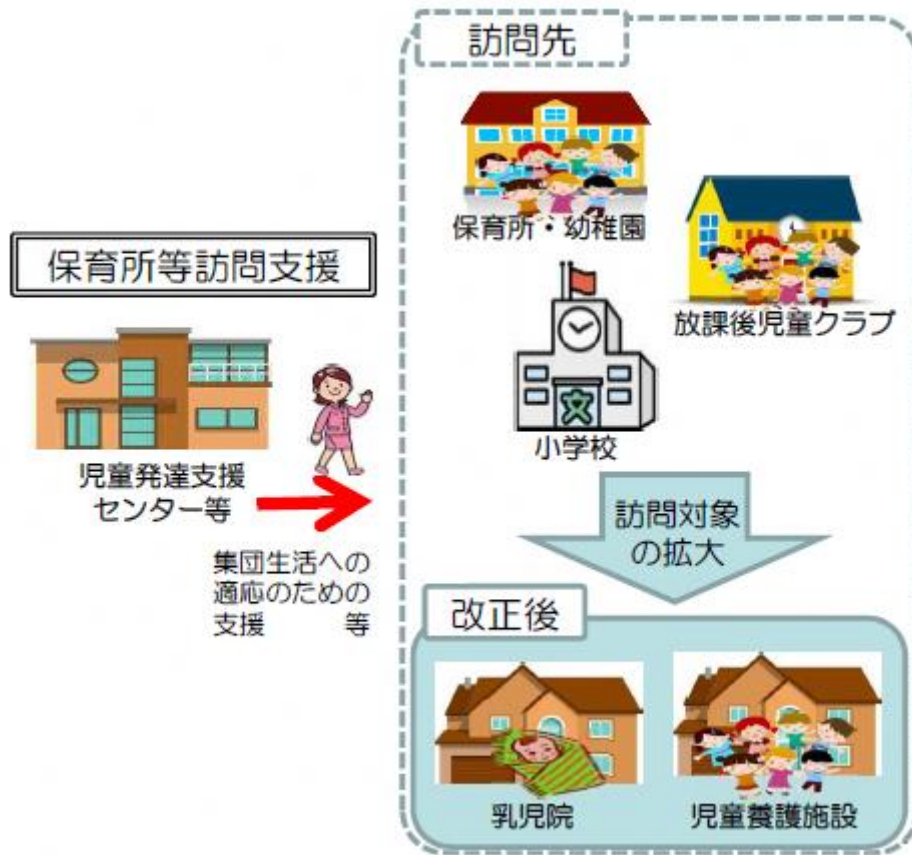 訪問先
保育所・幼稚園
放課後児童クラブ
小学校
保育所等訪問支援
児童発達支援
センター等
集団生活への
適応のための
支援 等
訪問対象
の拡大
改正後
乳児院
児童養護施設
文